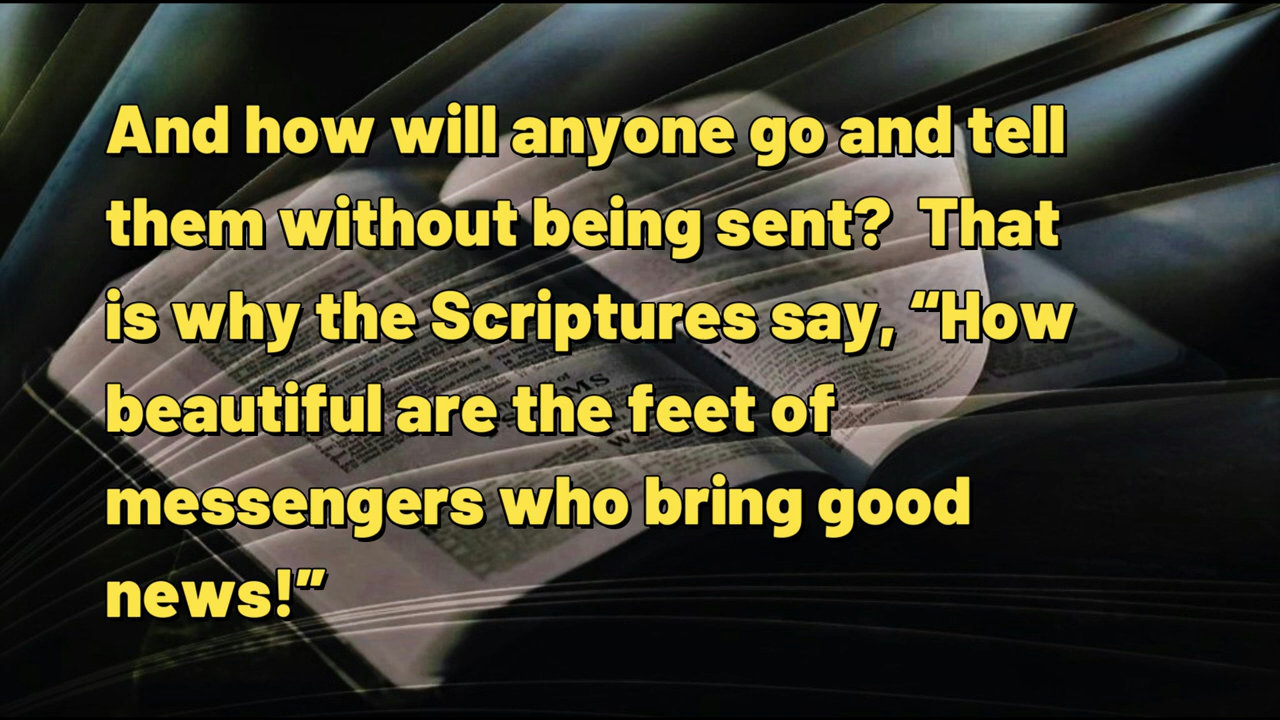 And how will anyone go and tell
them without being sent?  That
is why the Scriptures say, “How
beautiful are the feet of
messengers who bring good
news!”